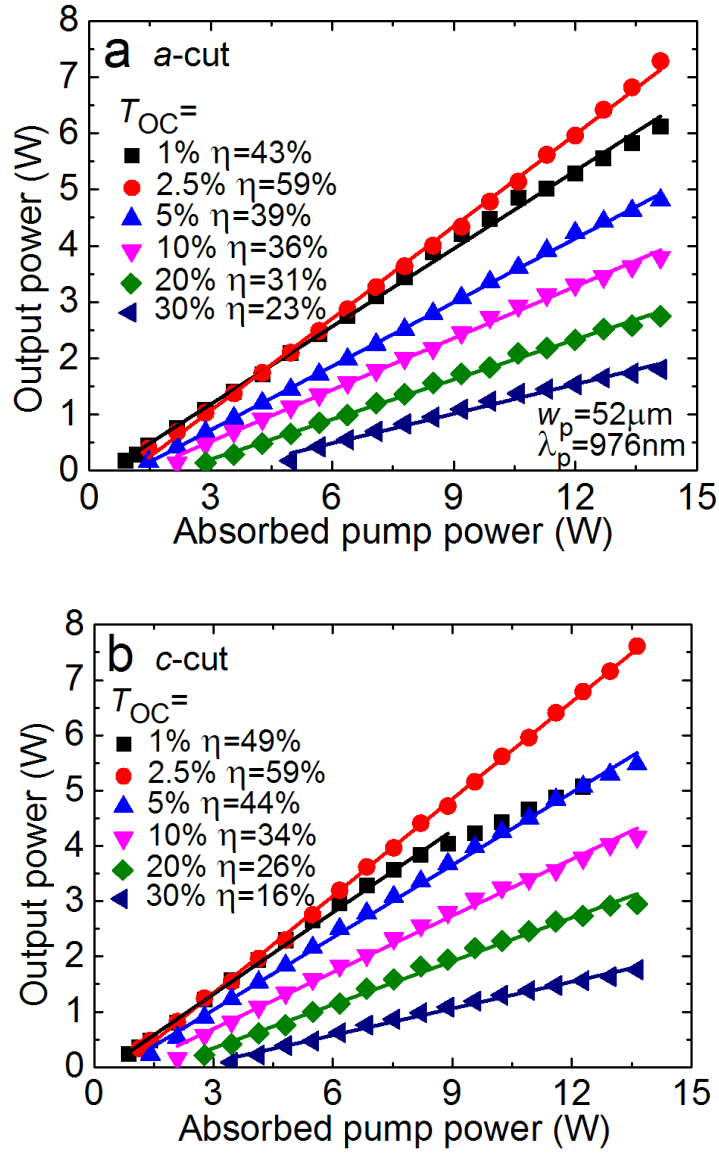 a a-cut
T_OC=
1% η=43%
2.5% η=59%
5% η=39%
10% η=36%
20% η=31%
30% η=23%
w_p=52μm
λ_p=976nm
Output power (W)
8
7
6
5
4
3
2
1
0
0 3 6 9 12 15
Absorbed pump power (W)
b c-cut
T_OC=
1% η=49%
2.5% η=59%
5% η=44%
10% η=34%
20% η=26%
30% η=16%
Output power (W)
8
7
6
5
4
3
2
1
0
0 3 6 9 12 15
Absorbed pump power (W)